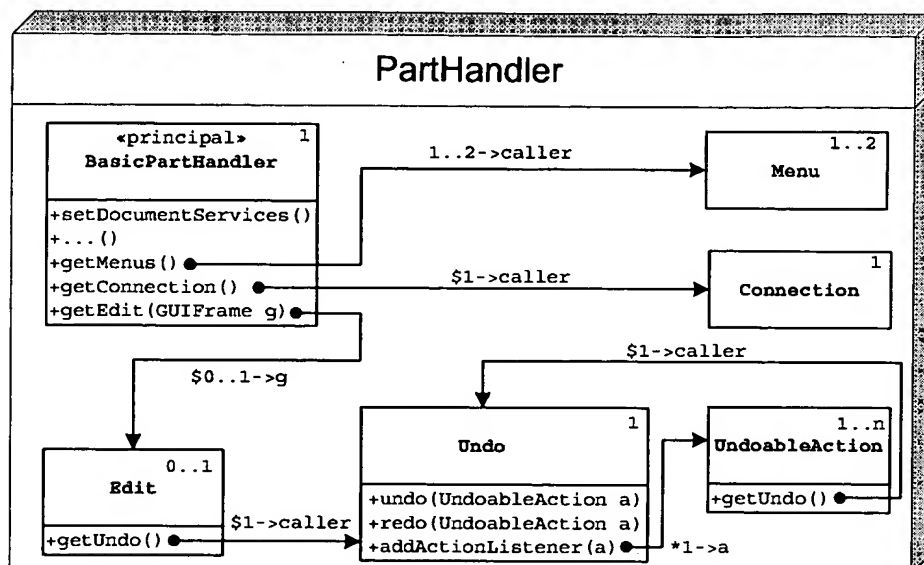 PartHandler
«principal» 1
BasicPartHandler
+setDocumentServices()
+...()
+getMenus()
+getConnection()
+getEdit(GUIFrame g)
1..2->caller
1..2
Menu
$1->caller
1
Connection
$0..1->g
$1->caller
0..1
Edit
+getUndo()
$1->caller
1
Undo
+undo(UndoableAction a)
+redo(UndoableAction a)
+addActionListener(a)
*1->a
1..n
UndoableAction
+getUndo()